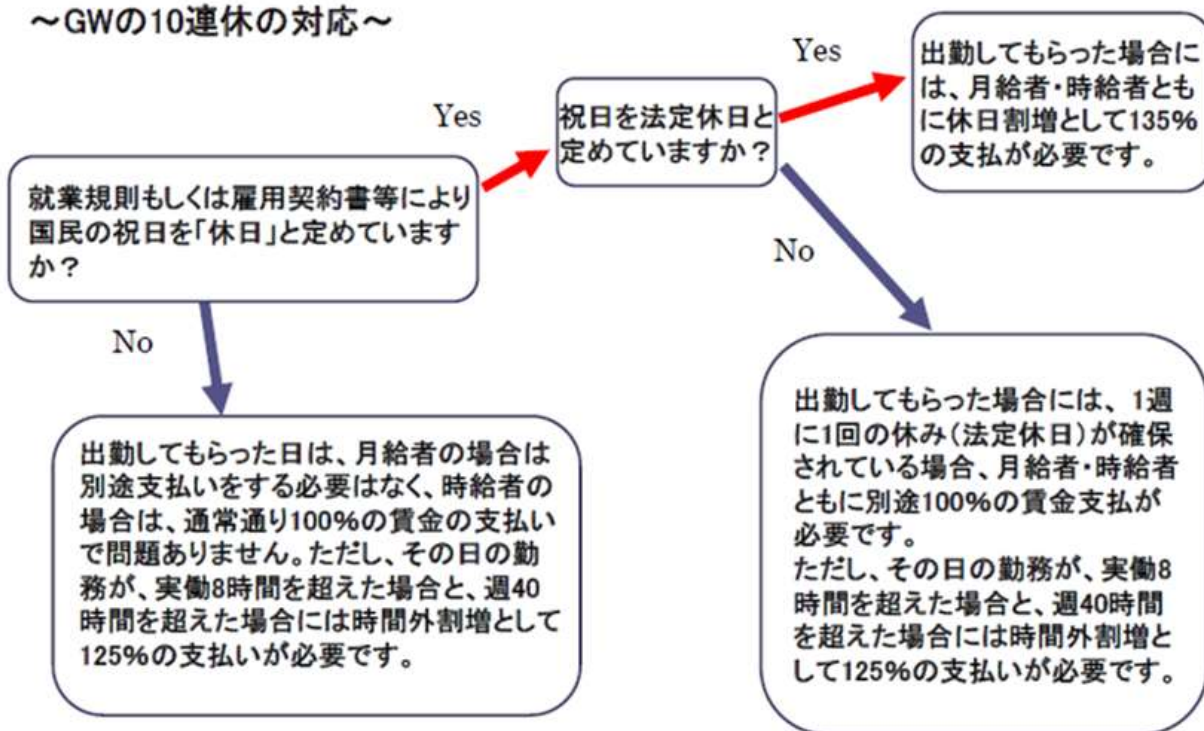 ～GWの10連休の対応～
就業規則もしくは雇用契約書等により
国民の祝日を「休日」と定めています
か？
Yes
祝日を法定休日と
定めていますか？
Yes
出勤してもらった場合に
は、月給者・時給者とも
に休日割増として135%
の支払が必要です。
No
出勤してもらった場合には、1週
に1回の休み(法定休日)が確保
されている場合、月給者・時給者
ともに別途100%の賃金支払が
必要です。
ただし、その日の勤務が、実働8
時間を超えた場合と、週40時間
を超えた場合には時間外割増と
して125%の支払いが必要です。
No
出勤してもらった日は、月給者の場合は
別途支払いをする必要はなく、時給者の
場合は、通常通り100%の賃金の支払い
で問題ありません。ただし、その日の勤
務が、実働8時間を超えた場合と、週40
時間を超えた場合には時間外割増として
125%の支払いが必要です。